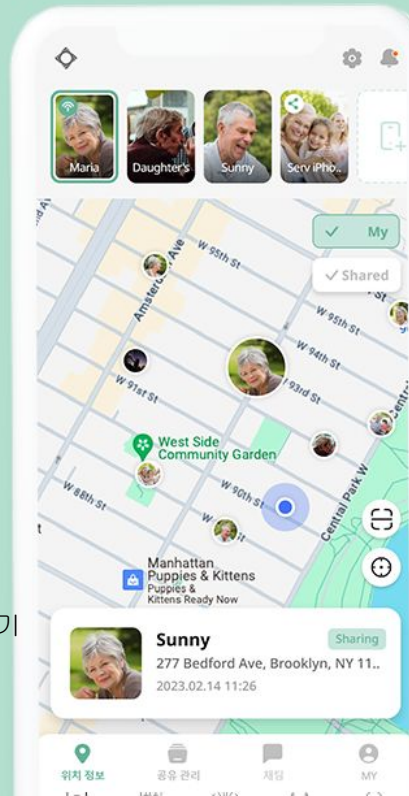 Maria
Daughter's
Sunny
Serv iPho..
My
Shared
W 95th St
Amsterdam Ave
St
W 95th St
W 94th St
93rd St
W 91st St
West Side
Community Garden
W 90th St
W 88th St
Central Park W
Manhattan
Puppies & Kittens
Puppies &
Kittens Ready Now
기
Sunny
Sharing
277 Bedford Ave, Brooklyn, NY 11..
2023.02.14 11:26
위치 정보
공유 관리
채팅
MY